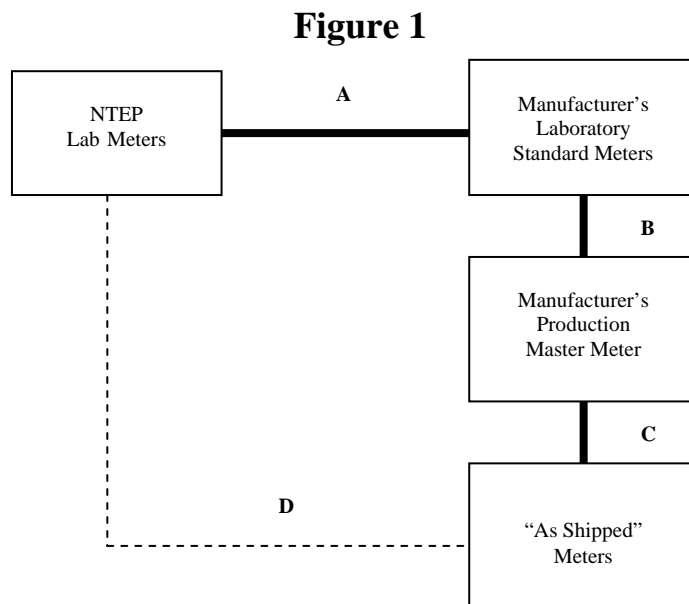 Figure 1
NTEP
Lab Meters
A
Manufacturer’s
Laboratory
Standard Meters
B
Manufacturer’s
Production
Master Meter
C
D
“As Shipped”
Meters